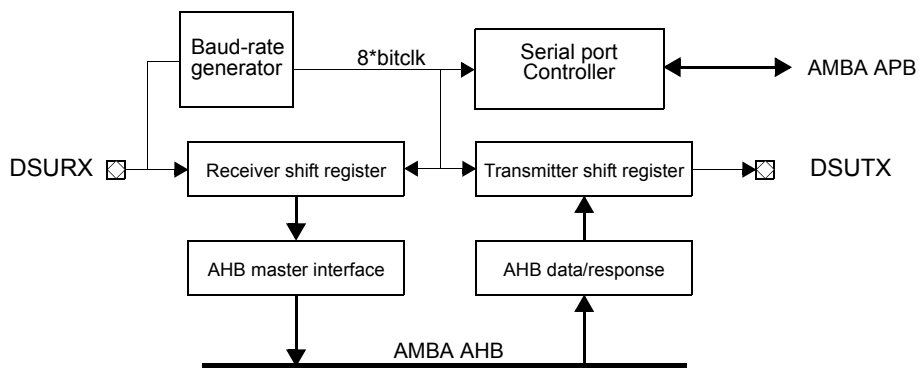 Baud-rate
generator
8*bitclk
Serial port
Controller
AMBA APB
DSURX
Receiver shift register
Transmitter shift register
DSUTX
AHB master interface
AHB data/response
AMBA AHB